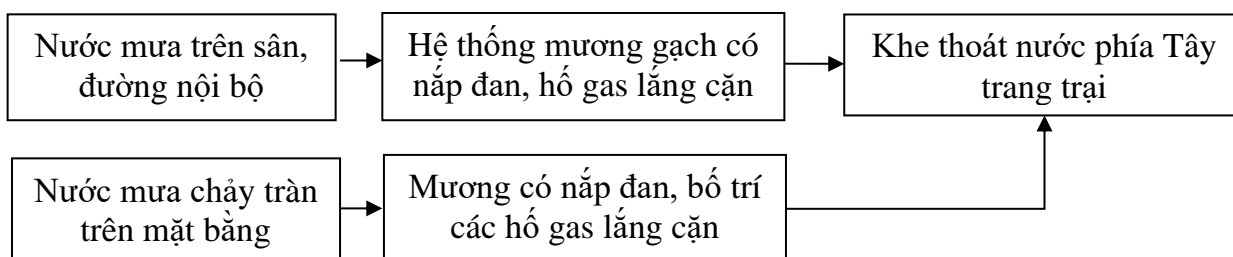 Nước mưa trên sân,
đường nội bộ
Hệ thống mương gạch có
nắp đan, hố gas lắng cặn
Khe thoát nước phía Tây
trang trại
Nước mưa chảy tràn
trên mặt bằng
Mương có nắp đan, bố trí
các hố gas lắng cặn